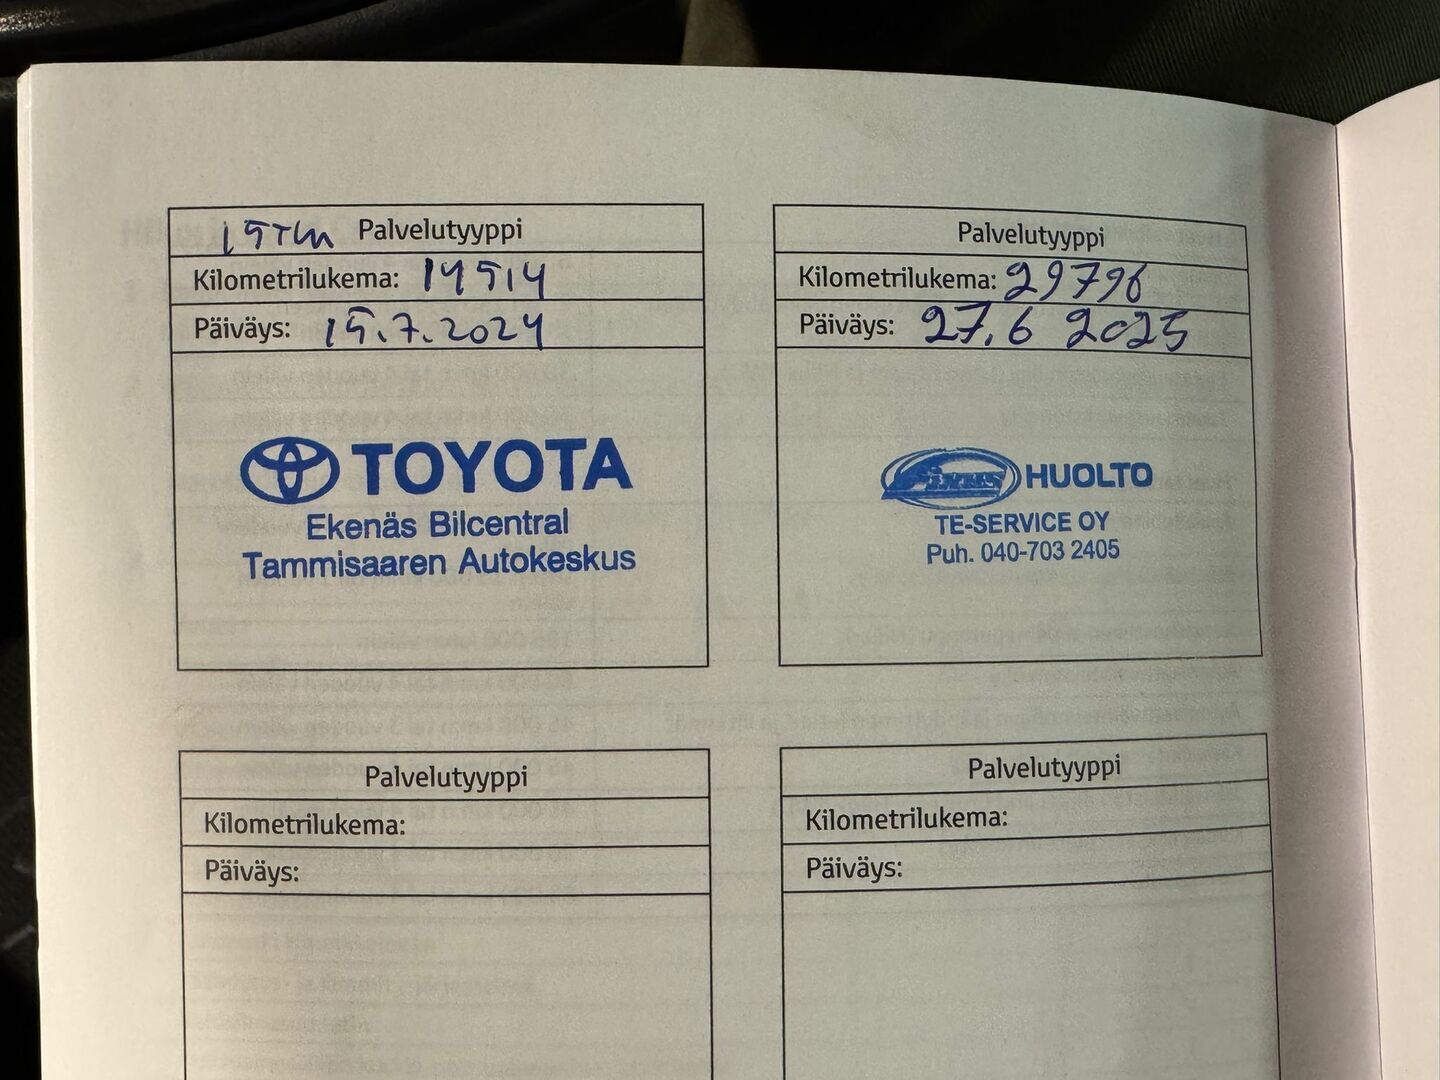 15Tkm Palvelutyyppi
Kilometrilukema: 14514
Päiväys: 15.7.2024
TOYOTA
Ekenäs Bilcentral
Tammisaaren Autokeskus
Palvelutyyppi
Kilometrilukema: 29796
Päiväys: 27.6 2025
HUOLTO
TE-SERVICE OY
Puh. 040-703 2405
Palvelutyyppi
Kilometrilukema:
Päiväys:
Palvelutyyppi
Kilometrilukema:
Päiväys: